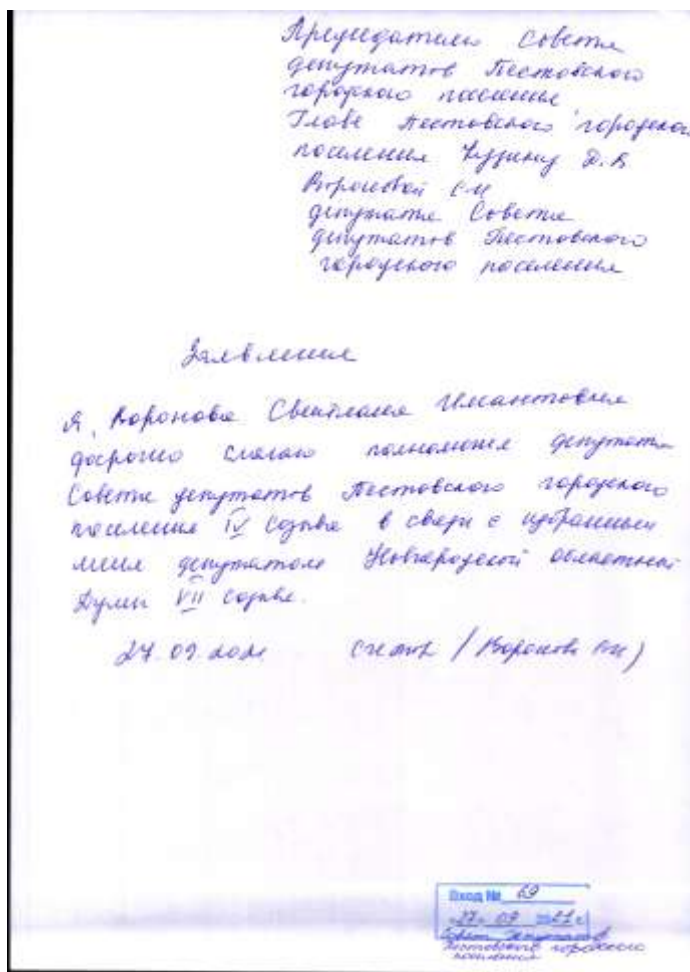 Председателю Совета
депутатов Пестовского
городского поселения
Главе Пестовского городского
поселения Кузину Д.В
Вороновой С И
депутата Совета
депутатов Пестовского
городского поселения
Заявление
Я, Воронова Светлана Имантовна
досрочно слагаю полномочия депутата
Совета депутатов Пестовского городского
поселения IV созыва в связи с избранием
меня депутатом Новгородской областной
Думы VII созыва.
27.09.2021 / Воронова СИ)
Вход № 69
"27" 09 2021 г.
Совет депутатов
Пестовского городского
поселения